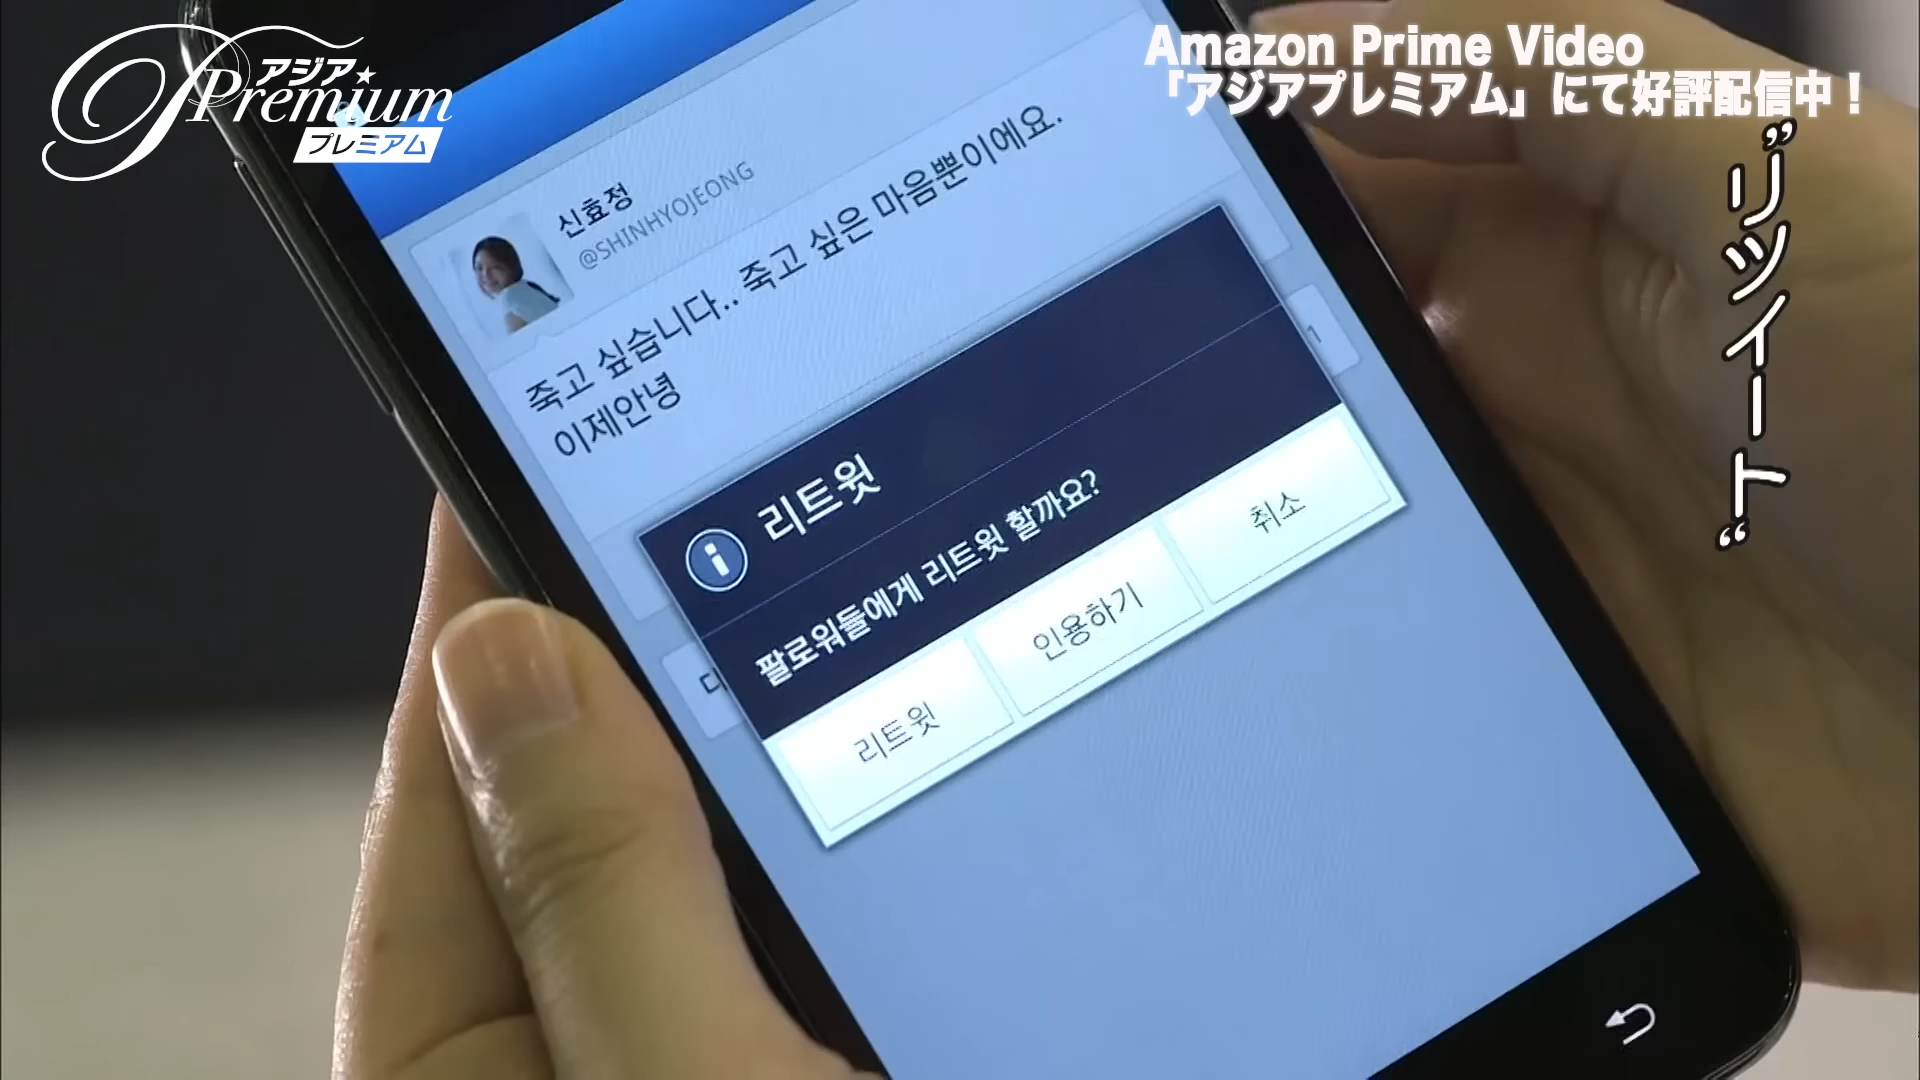 アジア★
Premium
プレミアム
Amazon Prime Video
「アジアプレミアム」にて好評配信中！
”リツイート“
신효정
@SHINHYOJEONG
죽고 싶습니다.. 죽고 싶은 마음뿐이에요.
이제안녕
1
리트윗
팔로워들에게 리트윗 할까요?
리트윗
인용하기
취소